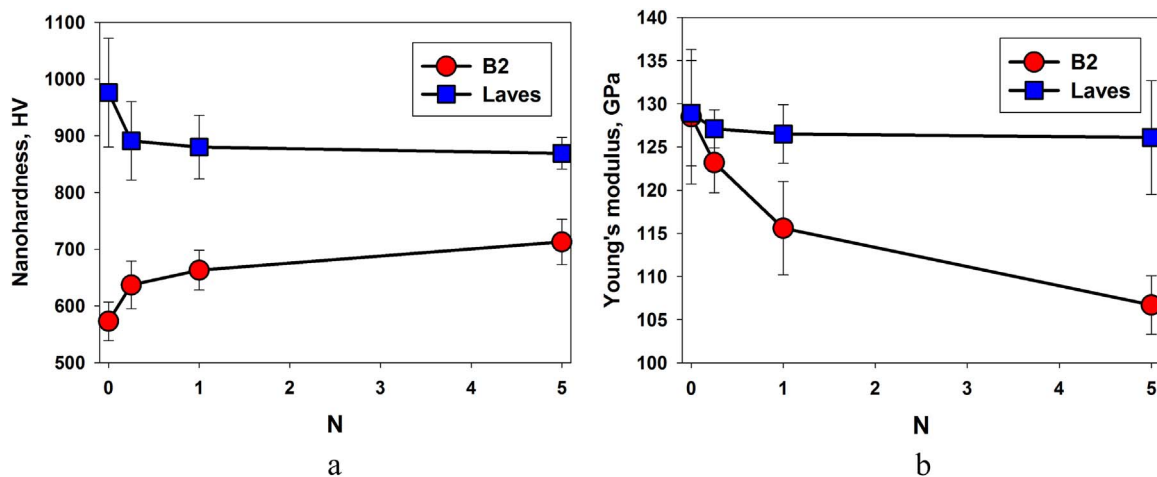 1100
1000
900
800
700
600
500
Nanohardness, HV
B2
Laves
0 1 2 3 4 5
N
a
140
135
130
125
120
115
110
105
100
Young's modulus, GPa
B2
Laves
0 1 2 3 4 5
N
b